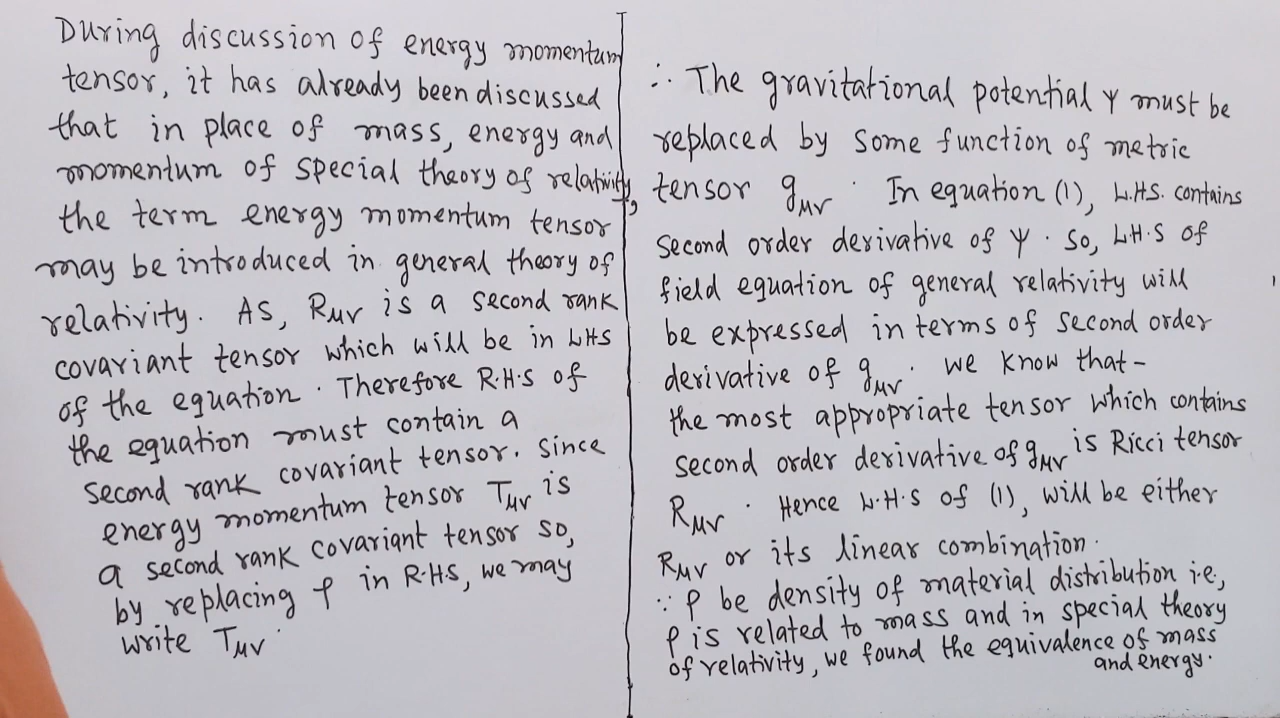 During discussion of energy momentum
tensor, it has already been discussed
that in place of mass, energy and
momentum of special theory of relativity,
the term energy momentum tensor
may be introduced in general theory of
relativity. As, Rμν is a second rank
covariant tensor which will be in LHS
of the equation. Therefore R.H.S of
the equation must contain a
second rank covariant tensor. Since
energy momentum tensor Tμν is
a second rank covariant tensor so,
by replacing ρ in R.H.S, we may
write Tμν.
∴ The gravitational potential ψ must be
replaced by some function of metric
tensor gμν. In equation (1), L.H.S. contains
second order derivative of ψ. So, L.H.S of
field equation of general relativity will
be expressed in terms of second order
derivative of gμν. we know that-
the most appropriate tensor which contains
second order derivative of gμν is Ricci tensor
Rμν. Hence L.H.S of (1), will be either
Rμν or its linear combination.
∵ ρ be density of material distribution i.e,
ρ is related to mass and in special theory
of relativity, we found the equivalence of mass
and energy.